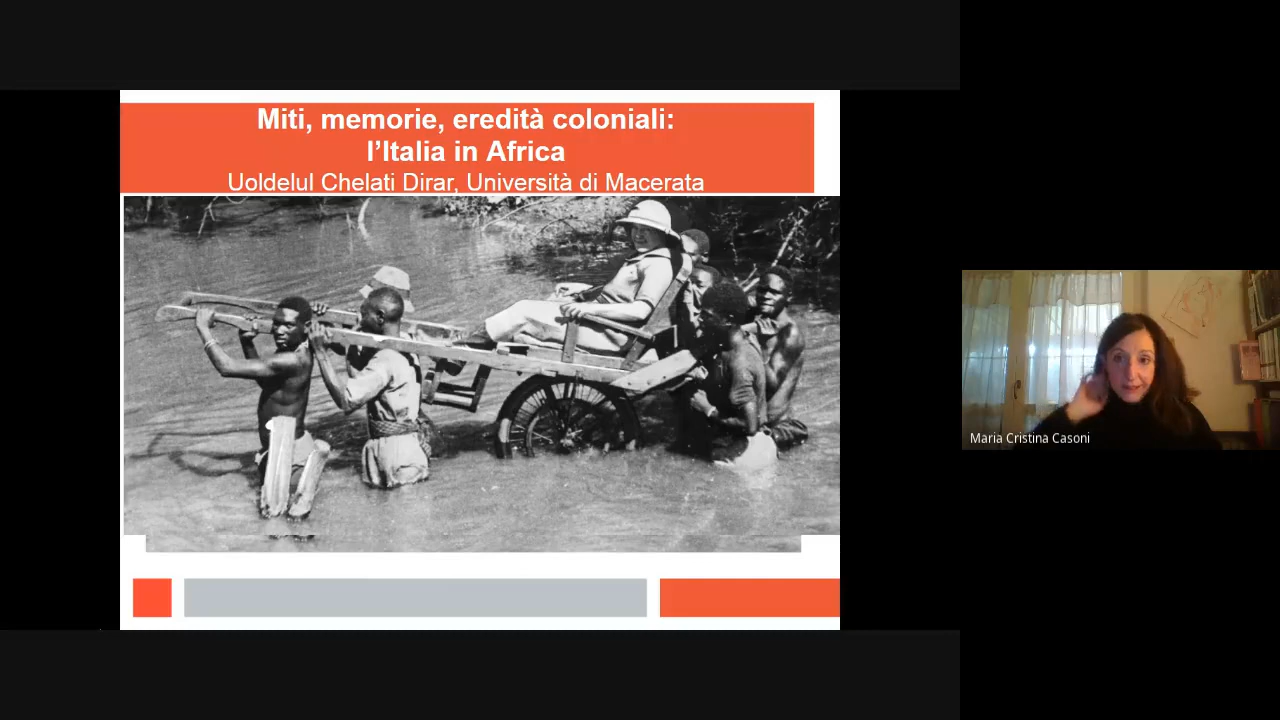 Miti, memorie, eredità coloniali:
l’Italia in Africa
Uoldelul Chelati Dirar, Università di Macerata
Maria Cristina Casoni